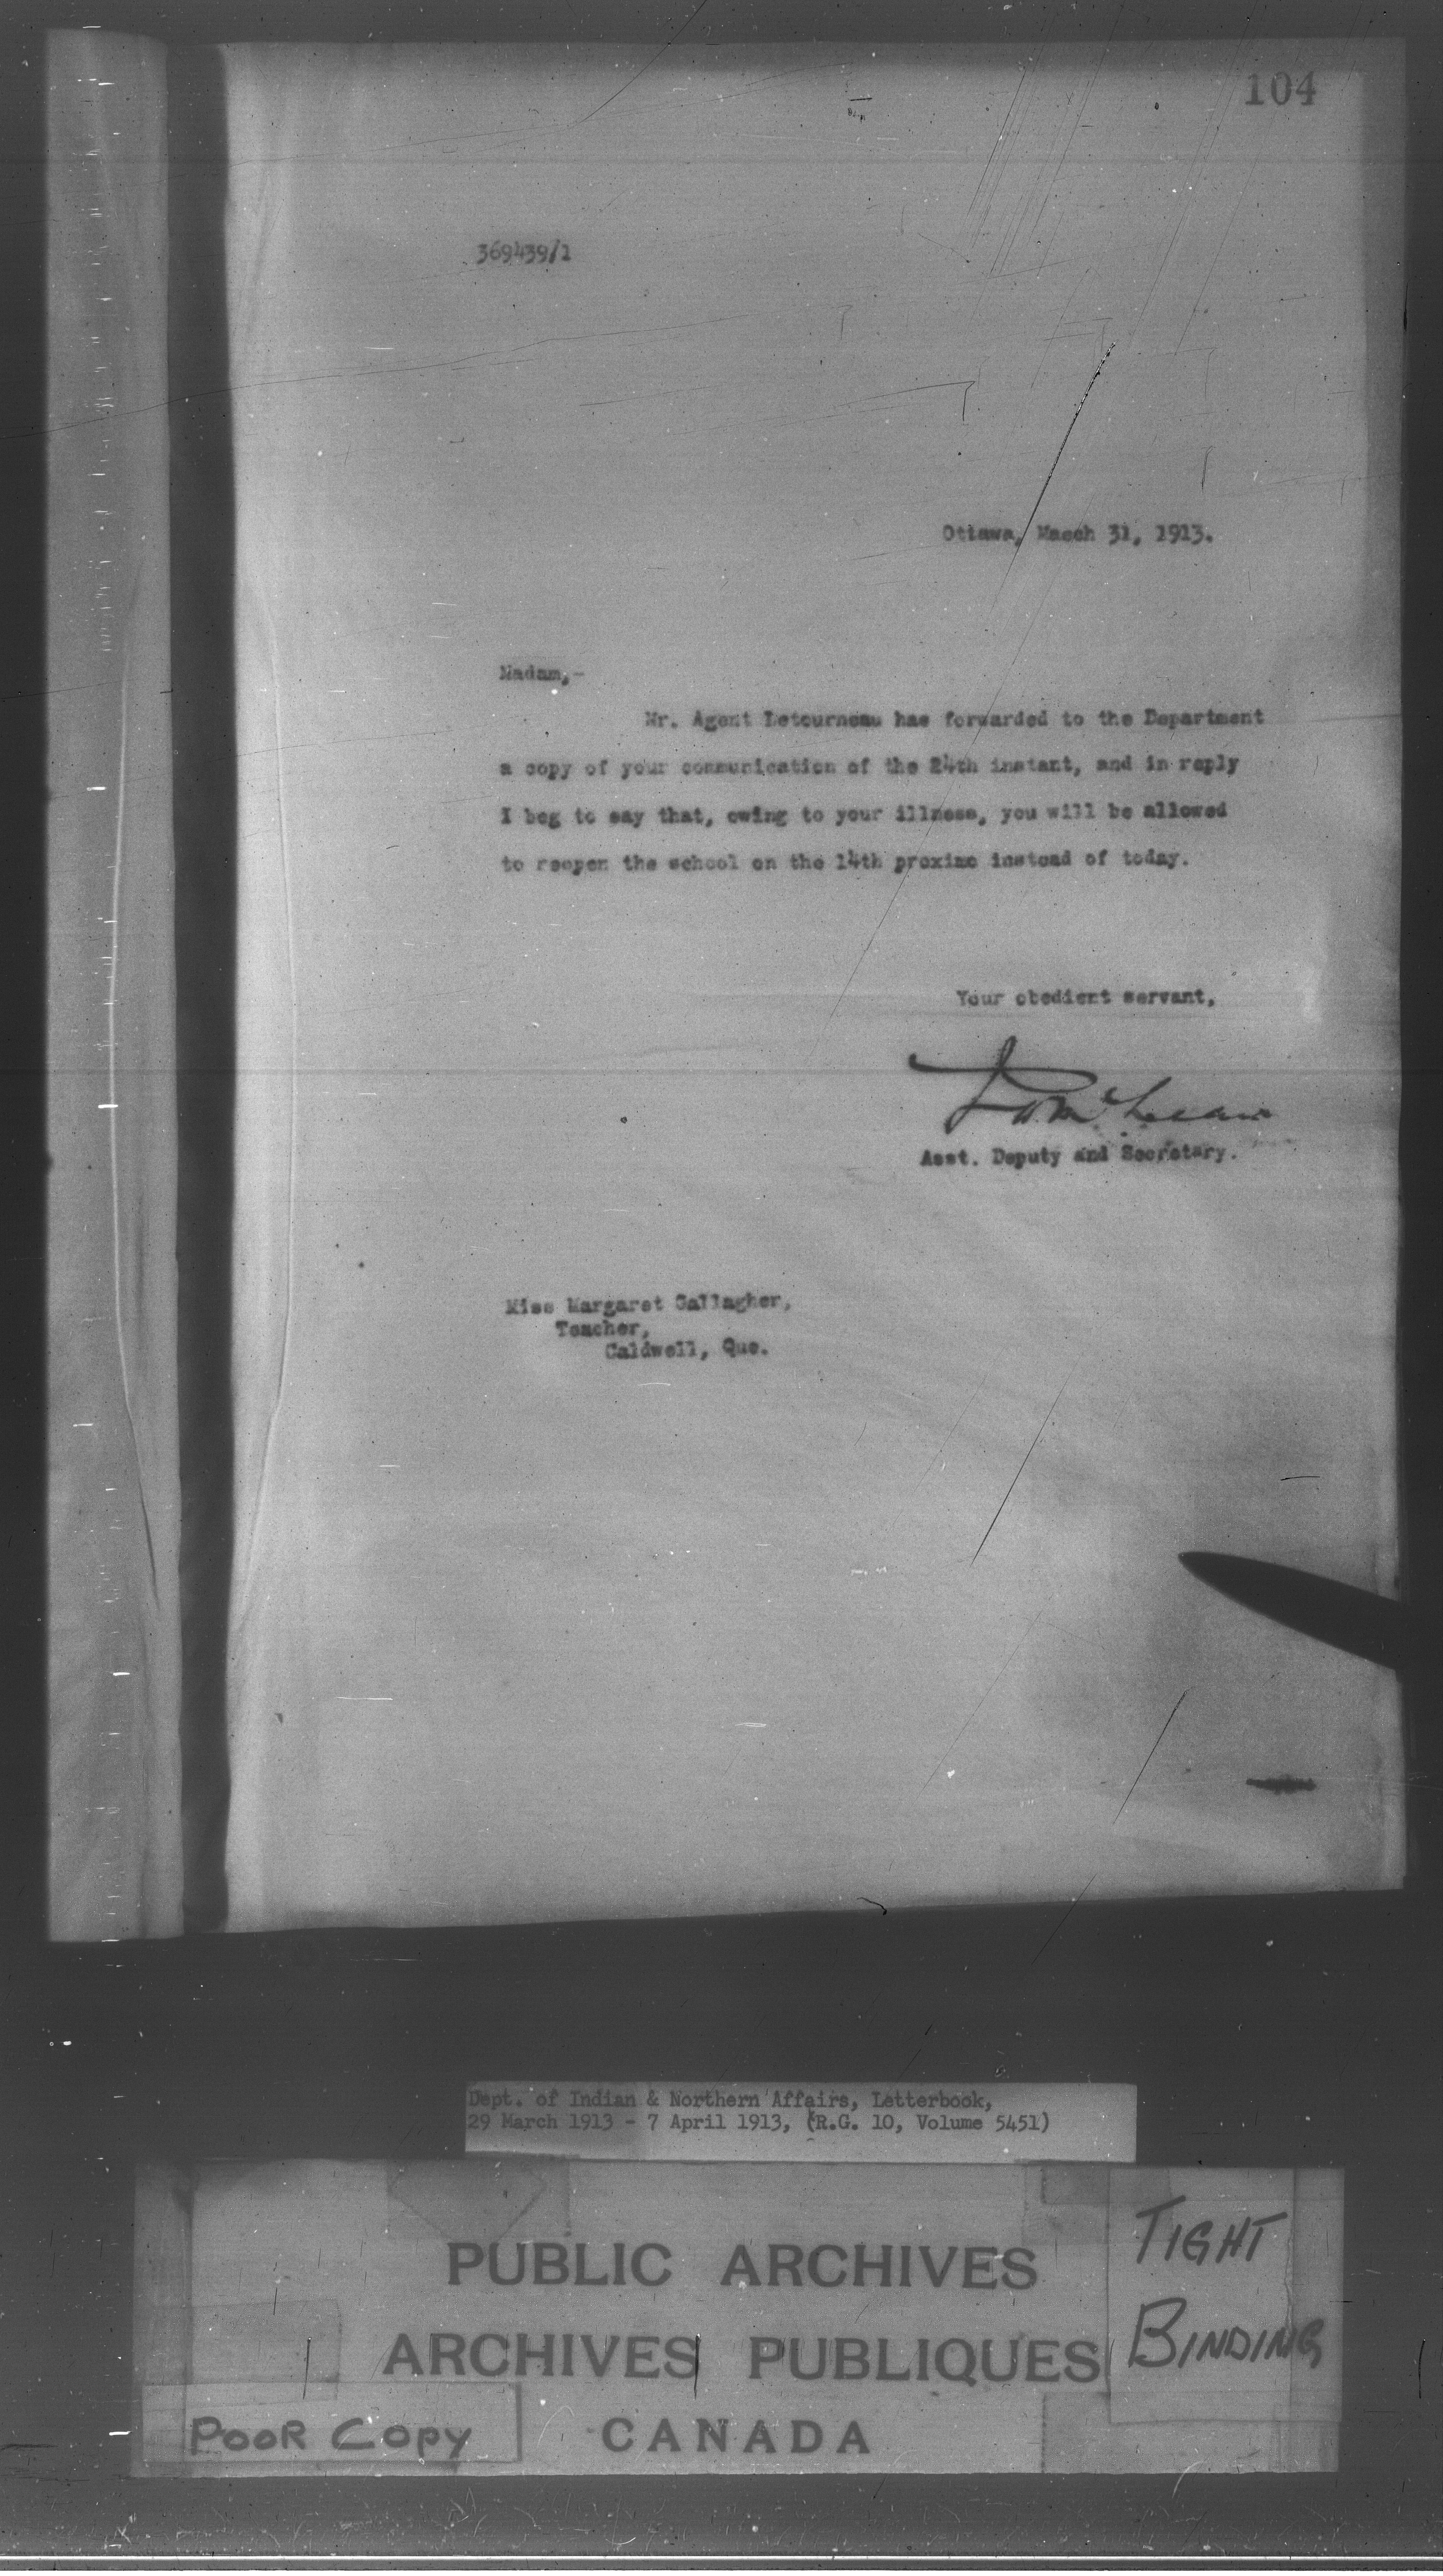 104
369439/1
Ottawa, March 31, 1913.
Madam,-
Mr. Agent Letourneau has forwarded to the Department
a copy of your communication of the 24th instant, and in reply
I beg to say that, owing to your illness, you will be allowed
to reopen the school on the 14th proximo instead of today.
Your obedient servant,
McLean
Asst. Deputy and Secretary.
Miss Margaret Gallagher,
Teacher,
Caldwell, Que.
Dept. of Indian & Northern Affairs, Letterbook,
29 March 1913 - 7 April 1913, (R.G. 10, Volume 5451)
PUBLIC ARCHIVES
ARCHIVES PUBLIQUES
CANADA
TIGHT
BINDING
POOR COPY